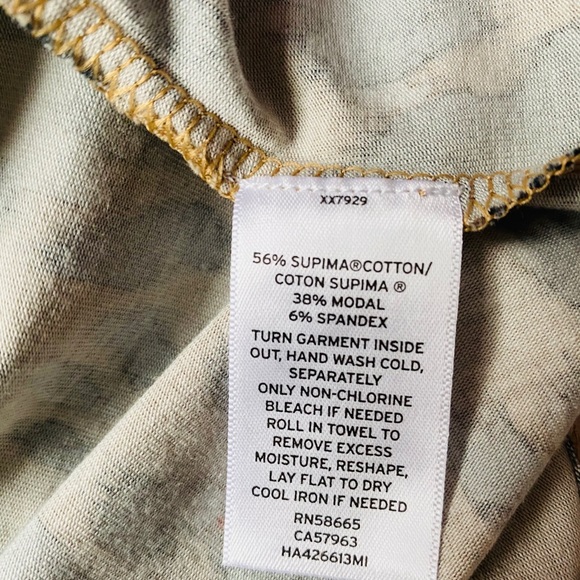 XX7929
56% SUPIMA®COTTON/
COTON SUPIMA ®
38% MODAL
6% SPANDEX
TURN GARMENT INSIDE
OUT, HAND WASH COLD,
SEPARATELY
ONLY NON-CHLORINE
BLEACH IF NEEDED
ROLL IN TOWEL TO
REMOVE EXCESS
MOISTURE, RESHAPE,
LAY FLAT TO DRY
COOL IRON IF NEEDED
RN58665
CA57963
HA426613MI